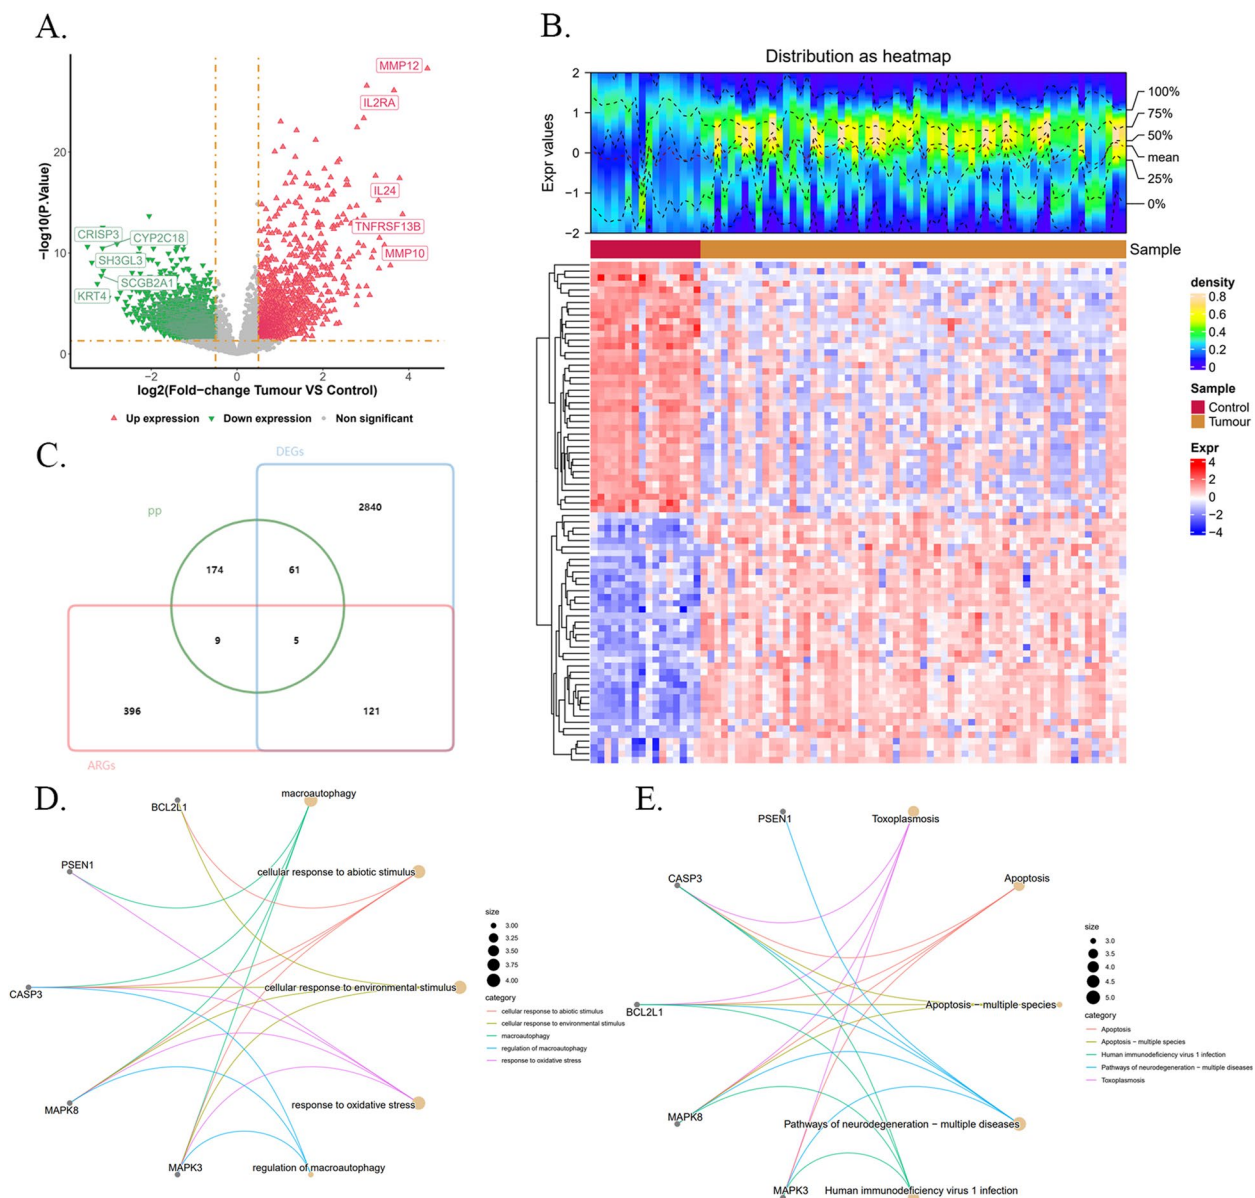 A.
MMP12
IL2RA
IL24
TNFRSF13B
MMP10
CRISP3
CYP2C18
SH3GL3
SCGB2A1
KRT4
−log10(P.Value)
20
10
0
−2
0
2
4
log2(Fold−change Tumour VS Control)
Up expression
Down expression
Non significant
B.
Distribution as heatmap
Expr values
2
1
0
−1
−2
100%
75%
50%
mean
25%
0%
Sample
density
0.8
0.6
0.4
0.2
0
Sample
Control
Tumour
Expr
4
2
0
−2
−4
C.
DEGs
pp
2840
174
61
9
5
396
121
ARGs
D.
BCL2L1
macroautophagy
PSEN1
cellular response to abiotic stimulus
CASP3
cellular response to environmental stimulus
MAPK8
response to oxidative stress
MAPK3
regulation of macroautophagy
size
3.00
3.25
3.50
3.75
4.00
category
cellular response to abiotic stimulus
cellular response to environmental stimulus
macroautophagy
regulation of macroautophagy
response to oxidative stress
E.
PSEN1
Toxoplasmosis
CASP3
Apoptosis
BCL2L1
Apoptosis − multiple species
MAPK8
Pathways of neurodegeneration − multiple diseases
MAPK3
Human immunodeficiency virus 1 infection
size
3.0
3.5
4.0
4.5
5.0
category
Apoptosis
Apoptosis − multiple species
Human immunodeficiency virus 1 infection
Pathways of neurodegeneration − multiple diseases
Toxoplasmosis